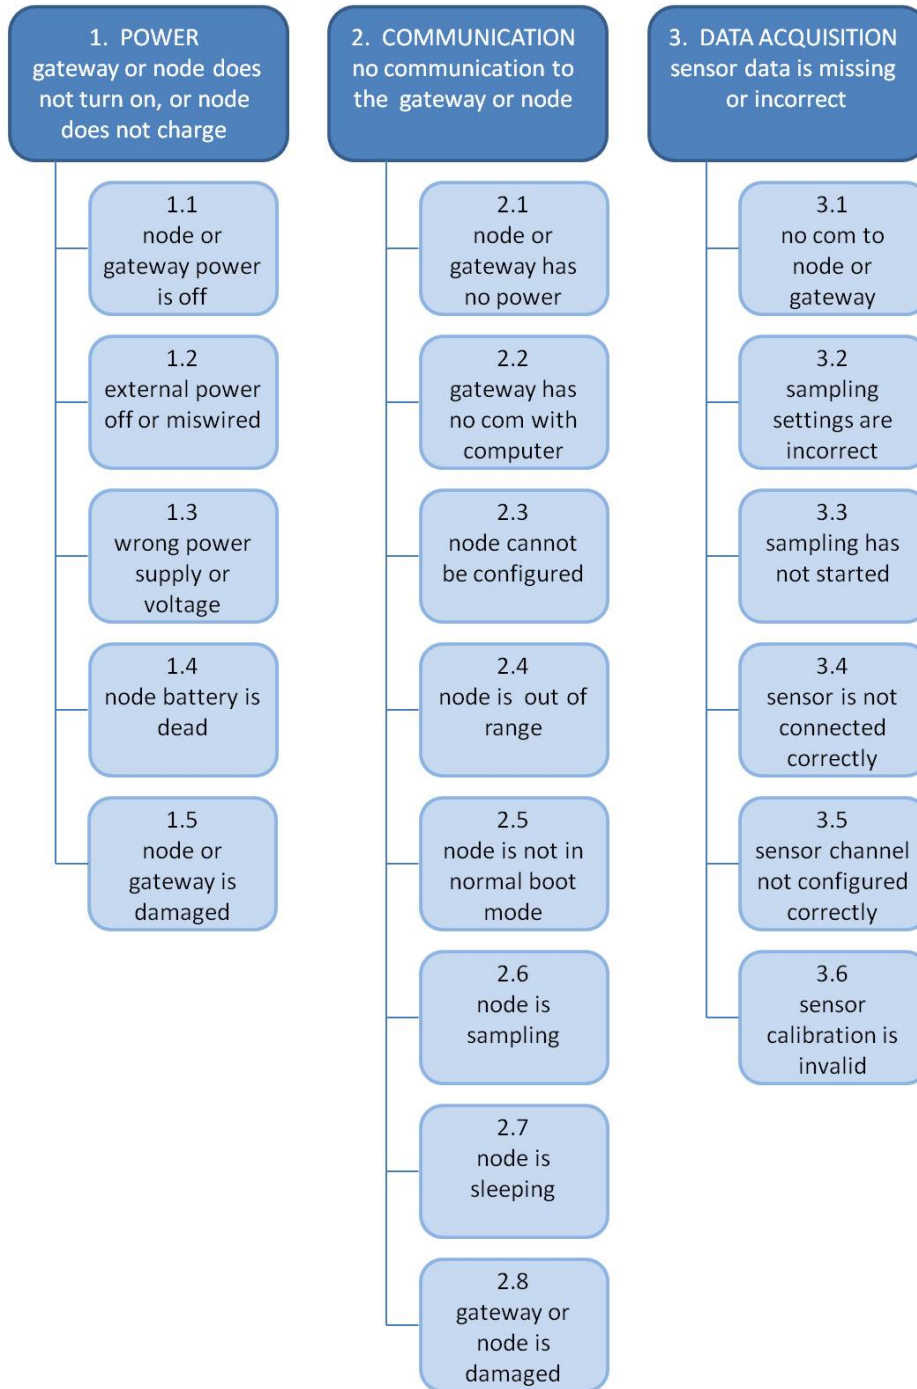 1. POWER
gateway or node does
not turn on, or node
does not charge
1.1
node or
gateway power
is off
1.2
external power
off or miswired
1.3
wrong power
supply or
voltage
1.4
node battery is
dead
1.5
node or
gateway is
damaged
2. COMMUNICATION
no communication to
the gateway or node
2.1
node or
gateway has
no power
2.2
gateway has
no com with
computer
2.3
node cannot
be configured
2.4
node is out of
range
2.5
node is not in
normal boot
mode
2.6
node is
sampling
2.7
node is
sleeping
2.8
gateway or
node is
damaged
3. DATA ACQUISITION
sensor data is missing
or incorrect
3.1
no com to
node or
gateway
3.2
sampling
settings are
incorrect
3.3
sampling has
not started
3.4
sensor is not
connected
correctly
3.5
sensor channel
not configured
correctly
3.6
sensor
calibration is
invalid